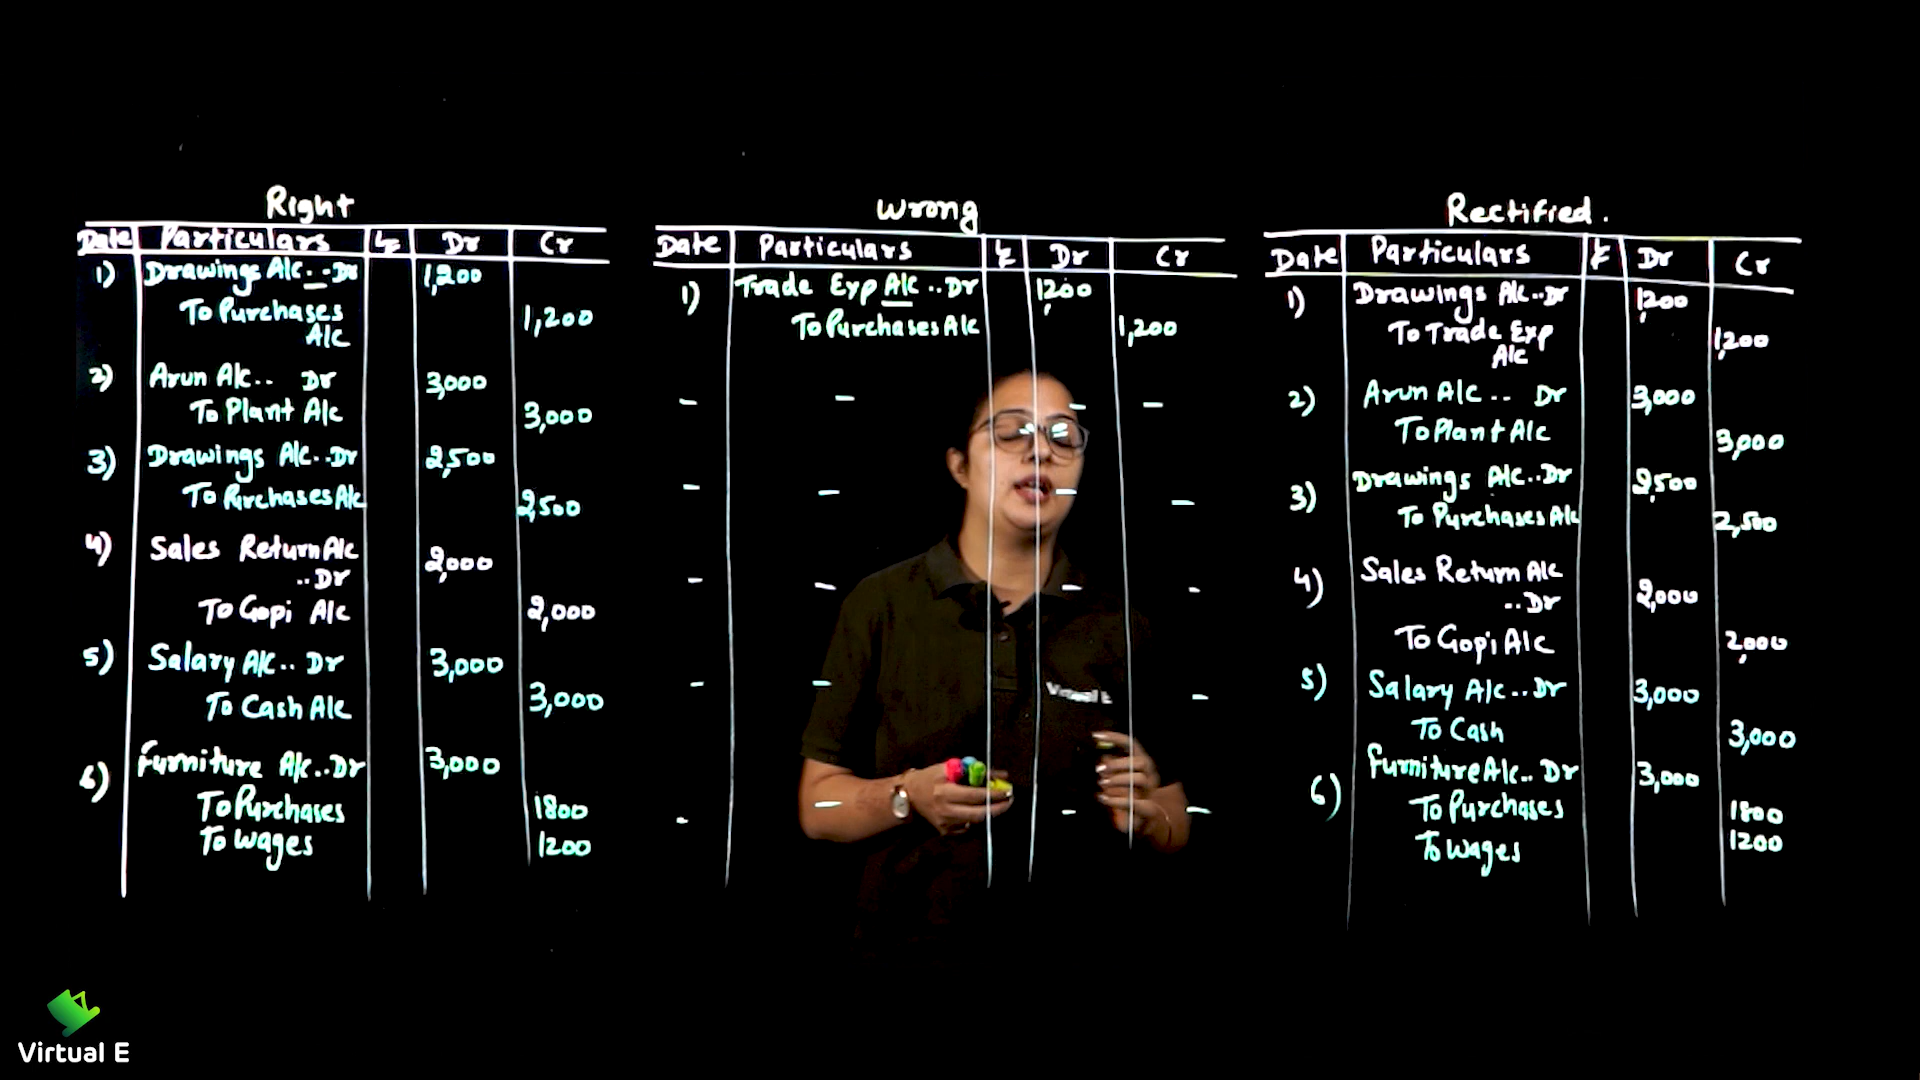 Right
Date Particulars LF Dr Cr
1) Drawings A/c..Dr 1,200
To Purchases A/c 1,200
2) Arun A/c.. Dr 3,000
To Plant A/c 3,000
3) Drawings A/c..Dr 2,500
To Purchases A/c 2,500
4) Sales Return A/c
..Dr 2,000
To Gopi A/c 2,000
5) Salary A/c.. Dr 3,000
To Cash A/c 3,000
6) Furniture A/c..Dr 3,000
To Purchases 1800
To wages 1200
Wrong
Date Particulars LF Dr Cr
1) Trade Exp A/c ..Dr 1,200
To Purchases A/c 1,200
- - - -
- - - -
- - - -
- - -
- - - -
Virtual E
Rectified.
Date Particulars LF Dr Cr
1) Drawings A/c..Dr 1,200
To Trade Exp
A/c 1,200
2) Arun A/c.. Dr 3,000
To Plant A/c 3,000
3) Drawings A/c..Dr 2,500
To Purchases A/c 2,500
4) Sales Return A/c
..Dr 2,000
To Gopi A/c 2,000
5) Salary A/c..Dr 3,000
To Cash 3,000
6) Furniture A/c.. Dr 3,000
To Purchases 1800
To wages 1200
Virtual E